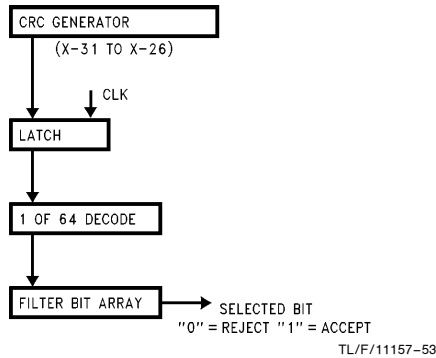 CRC GENERATOR
(X-31 TO X-26)
CLK
LATCH
1 OF 64 DECODE
FILTER BIT ARRAY
SELECTED BIT
"0" = REJECT "1" = ACCEPT
TL/F/11157-53